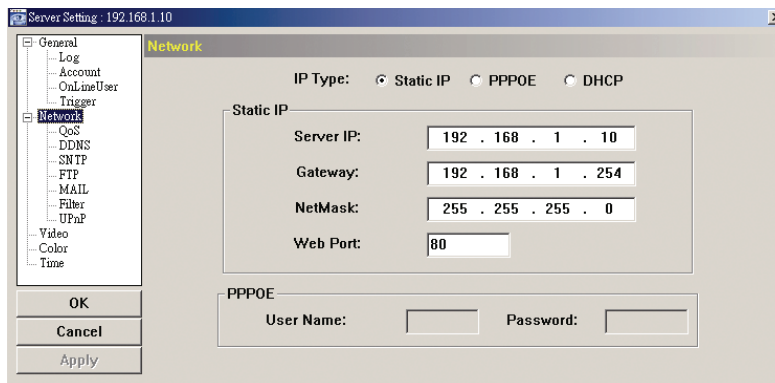 Server Setting : 192.168.1.10
General
Log
Account
OnLineUser
Trigger
Network
QoS
DDNS
SNTP
FTP
MAIL
Filter
UPnP
Video
Color
Time
OK
Cancel
Apply
Network
IP Type: Static IP PPPOE DHCP
Static IP
Server IP: 192 . 168 . 1 . 10
Gateway: 192 . 168 . 1 . 254
NetMask: 255 . 255 . 255 . 0
Web Port: 80
PPPOE
User Name: Password: